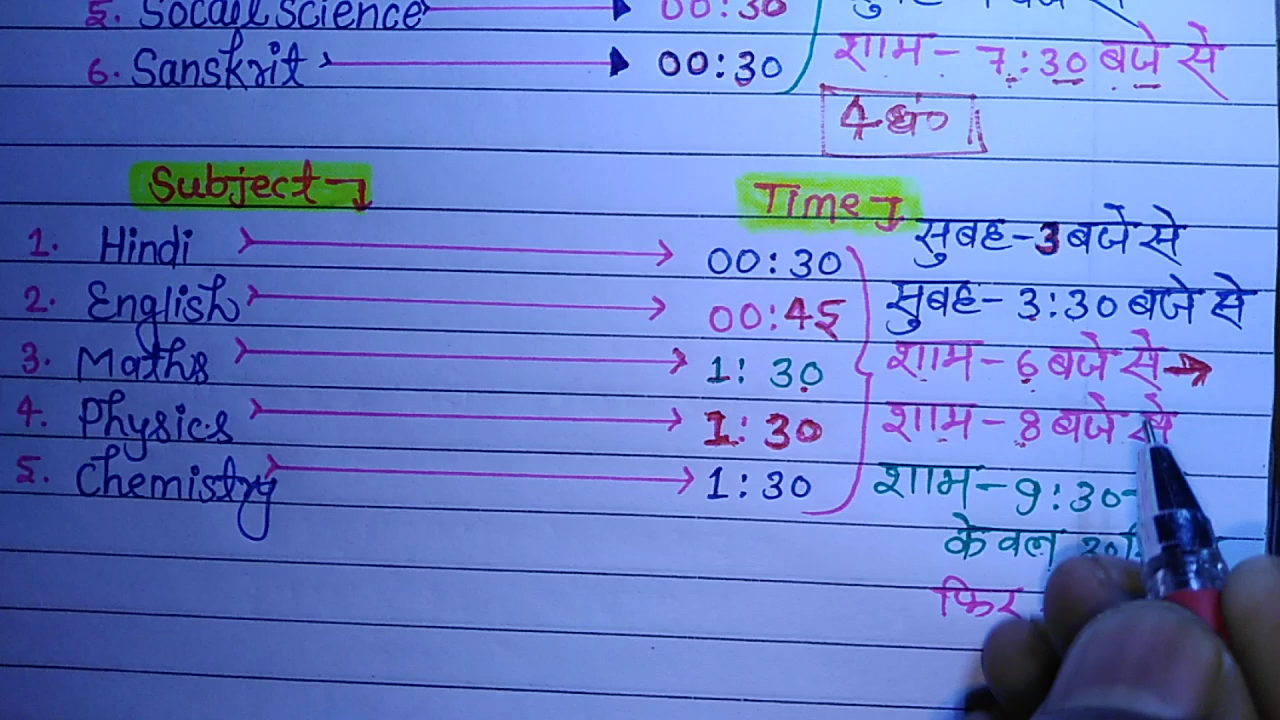 5. Socail Science 00:30
6. Sanskrit 00:30 शाम - 7:30 बजे से
4 घं०
Subject Time
1. Hindi 00:30 सुबह - 3 बजे से
2. English 00:45 सुबह - 3:30 बजे से
3. Maths 1:30 शाम - 6 बजे से →
4. Physics 1:30 शाम - 8 बजे से
5. Chemistry 1:30 शाम - 9:30 -
केवल
फिर